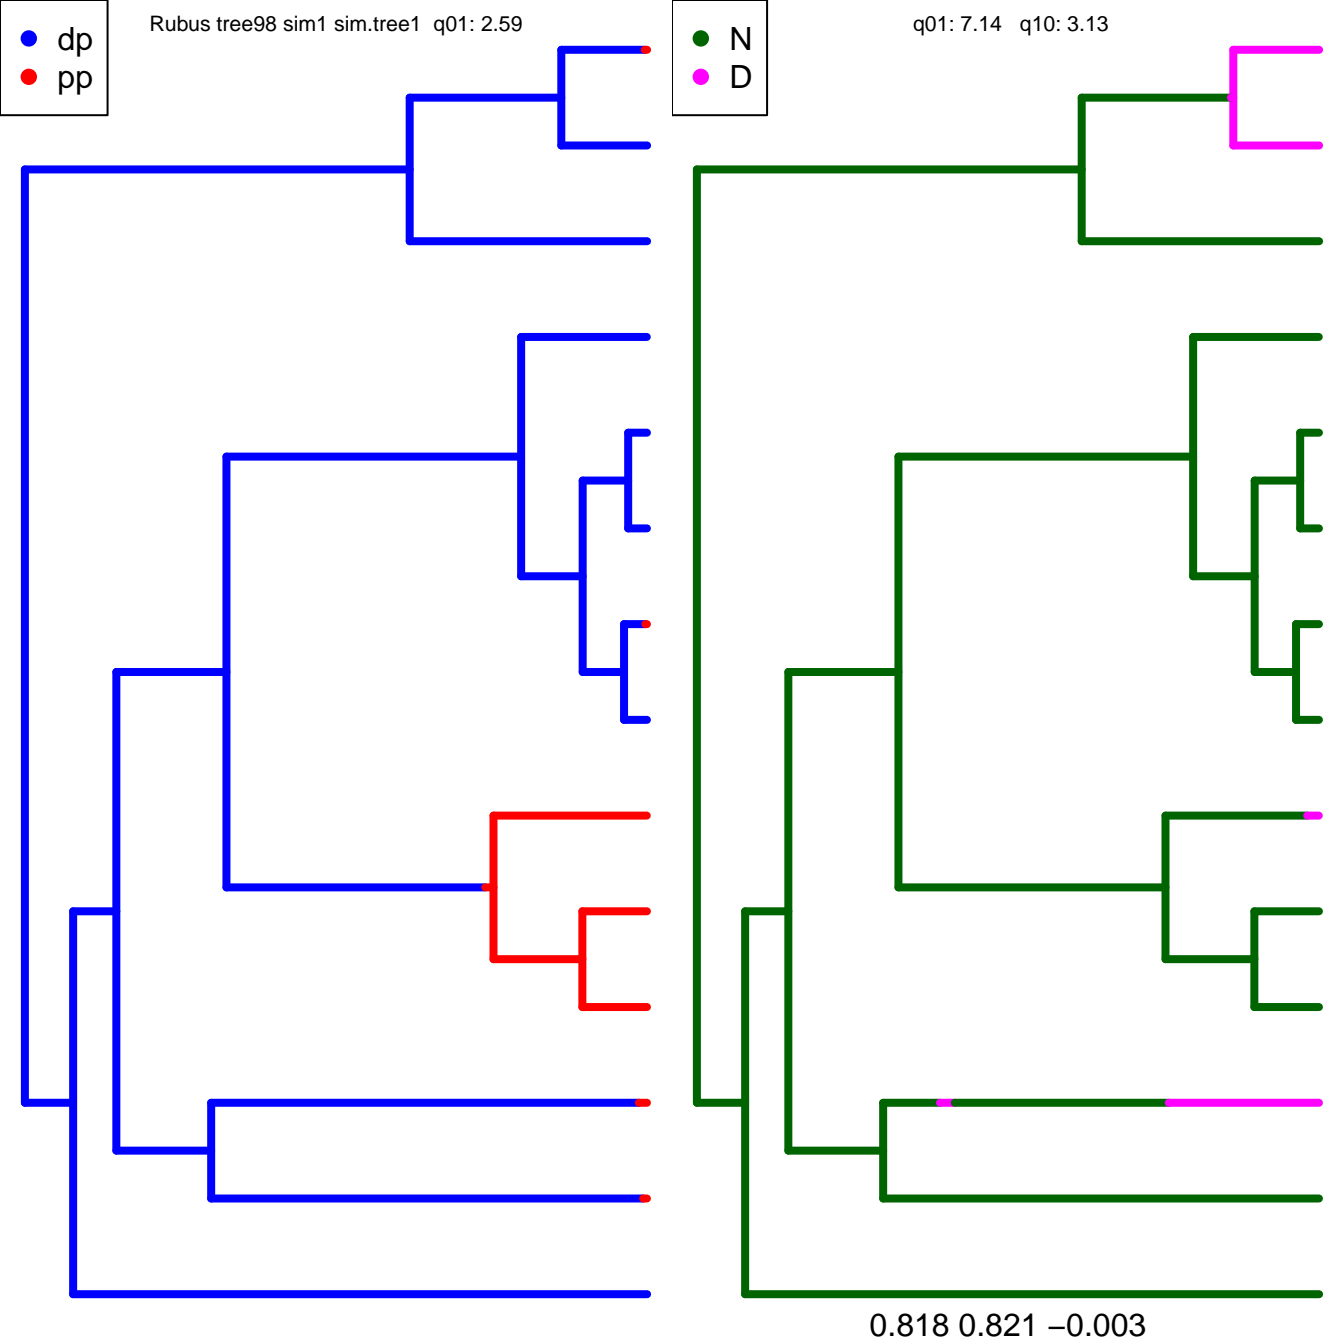 Rubus tree98 sim1 sim.tree1 q01: 2.59
dp
pp
q01: 7.14 q10: 3.13
N
D
0.818 0.821 −0.003